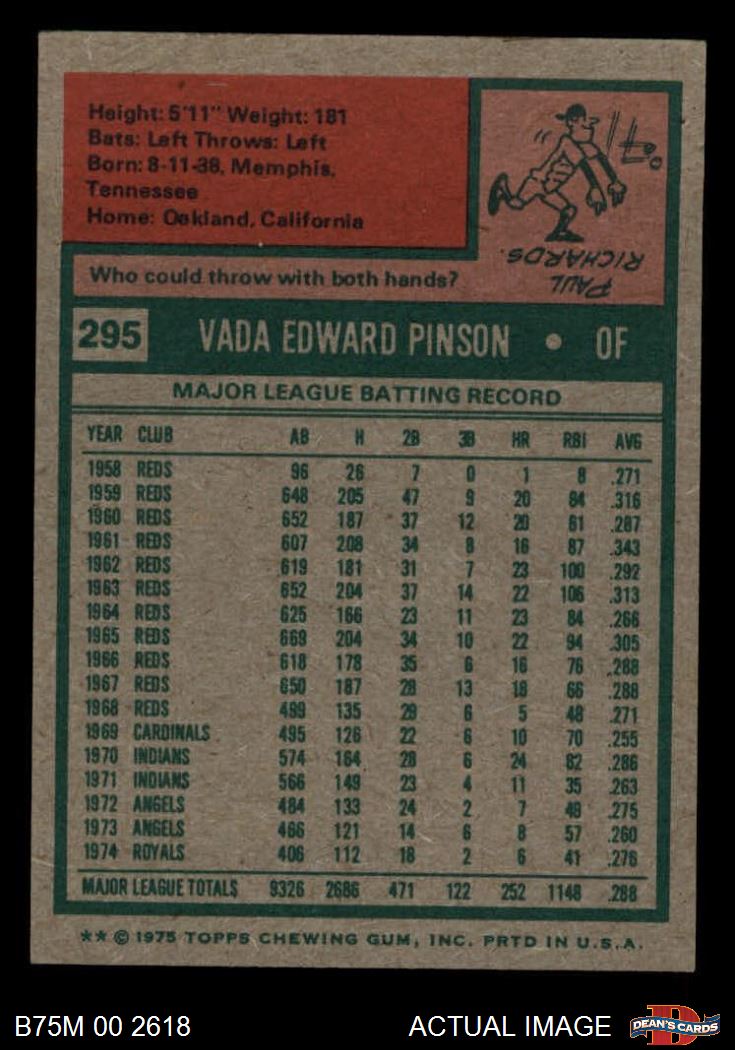 Height: 5'11" Weight: 181
Bats: Left Throws: Left
Born: 8-11-38, Memphis,
Tennessee
Home: Oakland, California
PAUL
RICHARDS.
Who could throw with both hands?
295 VADA EDWARD PINSON • OF
MAJOR LEAGUE BATTING RECORD
YEAR CLUB AB H 2B 3B HR RBI AVG
1958 REDS 96 26 7 0 1 8 .271
1959 REDS 648 205 47 9 20 84 .316
1960 REDS 652 187 37 12 20 61 .287
1961 REDS 607 208 34 8 16 87 .343
1962 REDS 619 181 31 7 23 100 .292
1963 REDS 652 204 37 14 22 106 .313
1964 REDS 625 166 23 11 23 84 .266
1965 REDS 669 204 34 10 22 94 .305
1966 REDS 618 178 35 6 16 76 .288
1967 REDS 650 187 28 13 18 66 .288
1968 REDS 499 135 29 6 5 48 .271
1969 CARDINALS 495 126 22 6 10 70 .255
1970 INDIANS 574 164 28 6 24 82 .286
1971 INDIANS 566 149 23 4 11 35 .263
1972 ANGELS 484 133 24 2 7 49 .275
1973 ANGELS 466 121 14 6 8 57 .260
1974 ROYALS 406 112 18 2 6 41 .276
MAJOR LEAGUE TOTALS 9326 2686 471 122 252 1148 .288
** © 1975 TOPPS CHEWING GUM, INC. PRTD IN U.S.A.
B75M 00 2618 ACTUAL IMAGE D DEAN'S CARDS